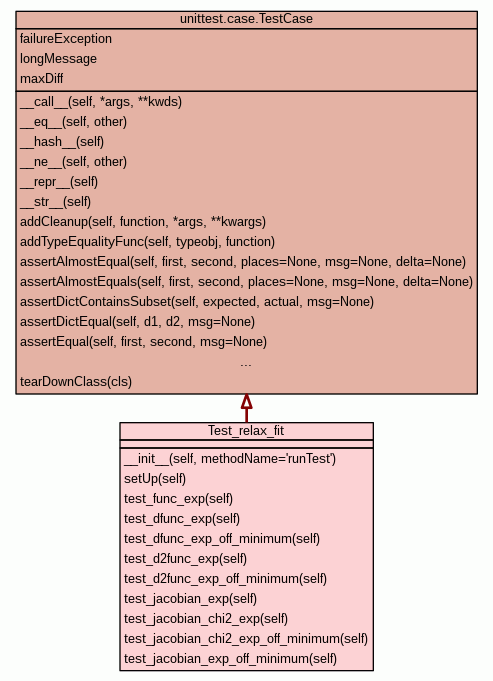 unittest.case.TestCase
failureException
longMessage
maxDiff
__call__(self, *args, **kwds)
__eq__(self, other)
__hash__(self)
__ne__(self, other)
__repr__(self)
__str__(self)
addCleanup(self, function, *args, **kwargs)
addTypeEqualityFunc(self, typeobj, function)
assertAlmostEqual(self, first, second, places=None, msg=None, delta=None)
assertAlmostEquals(self, first, second, places=None, msg=None, delta=None)
assertDictContainsSubset(self, expected, actual, msg=None)
assertDictEqual(self, d1, d2, msg=None)
assertEqual(self, first, second, msg=None)
...
tearDownClass(cls)
Test_relax_fit
__init__(self, methodName='runTest')
setUp(self)
test_func_exp(self)
test_dfunc_exp(self)
test_dfunc_exp_off_minimum(self)
test_d2func_exp(self)
test_d2func_exp_off_minimum(self)
test_jacobian_exp(self)
test_jacobian_chi2_exp(self)
test_jacobian_chi2_exp_off_minimum(self)
test_jacobian_exp_off_minimum(self)